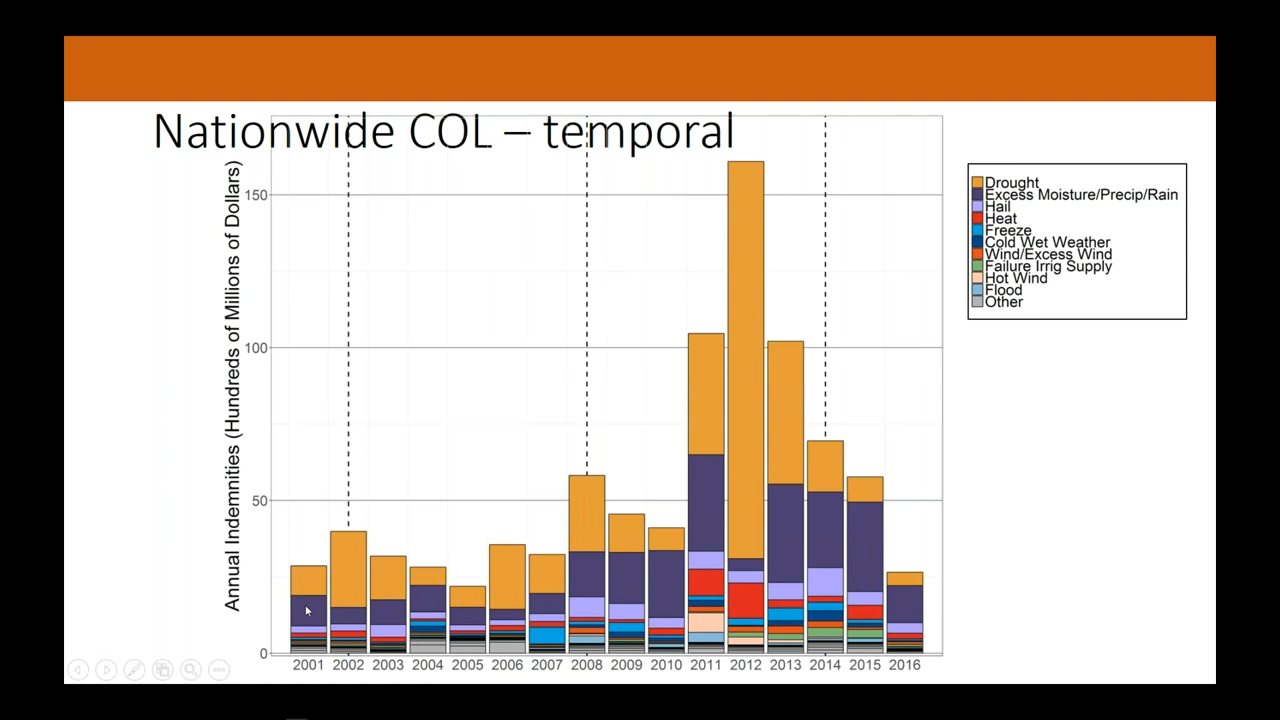 Nationwide COL – temporal
Annual Indemnities (Hundreds of Millions of Dollars)
150
100
50
0
2001 2002 2003 2004 2005 2006 2007 2008 2009 2010 2011 2012 2013 2014 2015 2016
Drought
Excess Moisture/Precip/Rain
Hail
Heat
Freeze
Cold Wet Weather
Wind/Excess Wind
Failure Irrig Supply
Hot Wind
Flood
Other